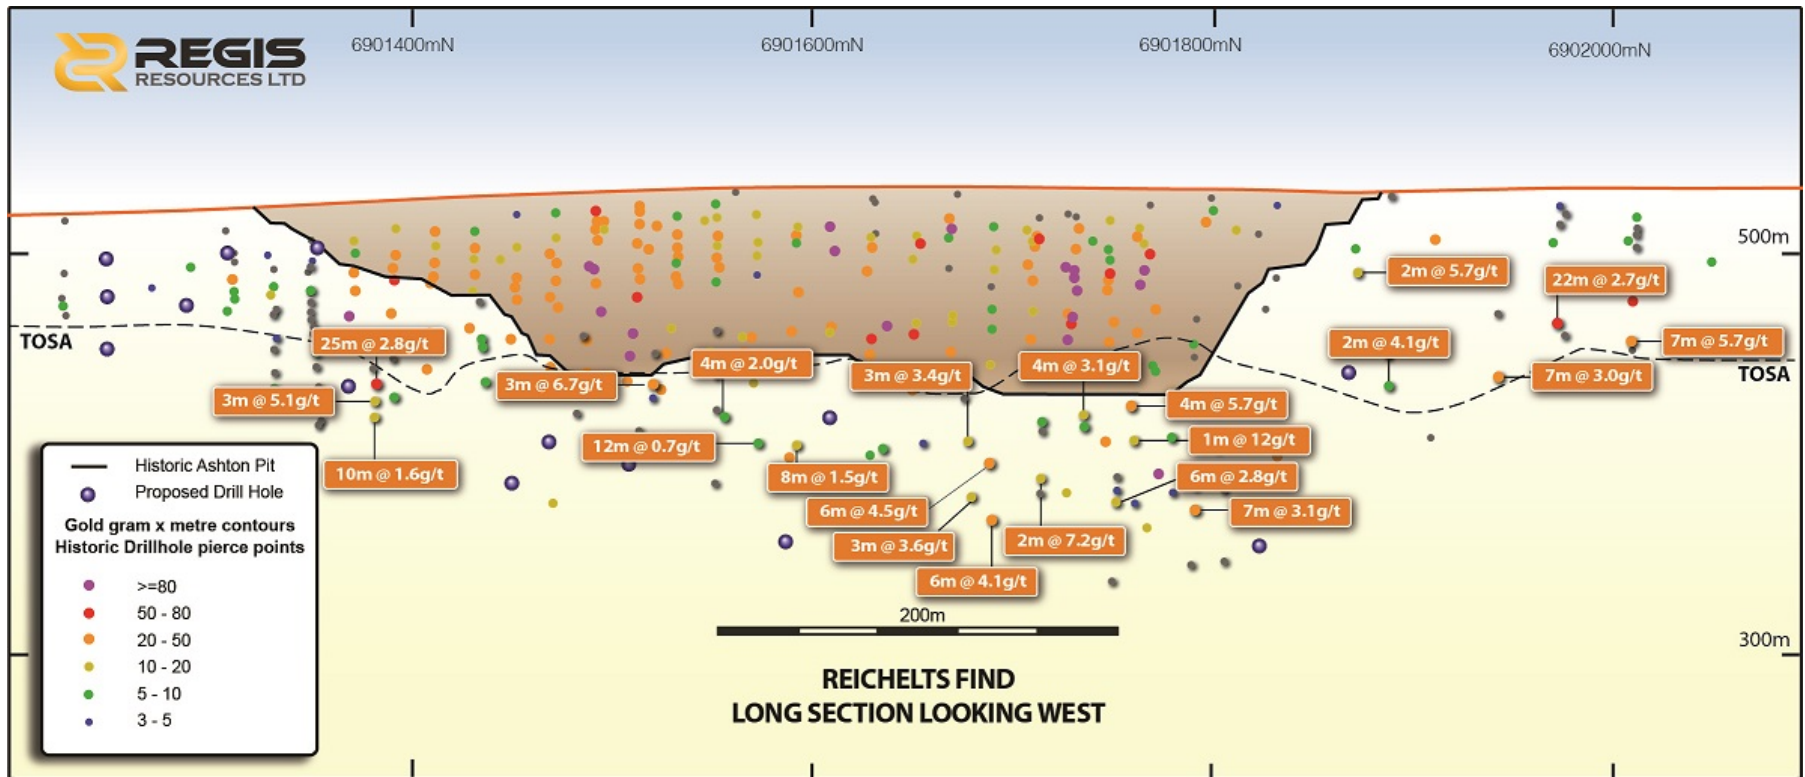 REGIS
RESOURCES LTD
6901400mN
6901600mN
6901800mN
6902000mN
500m
2m @ 5.7g/t
22m @ 2.7g/t
TOSA
25m @ 2.8g/t
2m @ 4.1g/t
7m @ 5.7g/t
4m @ 2.0g/t
4m @ 3.1g/t
3m @ 6.7g/t
3m @ 3.4g/t
7m @ 3.0g/t
TOSA
3m @ 5.1g/t
4m @ 5.7g/t
12m @ 0.7g/t
1m @ 12g/t
10m @ 1.6g/t
8m @ 1.5g/t
6m @ 2.8g/t
6m @ 4.5g/t
7m @ 3.1g/t
3m @ 3.6g/t
2m @ 7.2g/t
6m @ 4.1g/t
Historic Ashton Pit
Proposed Drill Hole
Gold gram x metre contours
Historic Drillhole pierce points
>=80
50 - 80
20 - 50
10 - 20
5 - 10
3 - 5
200m
300m
REICHELTS FIND
LONG SECTION LOOKING WEST